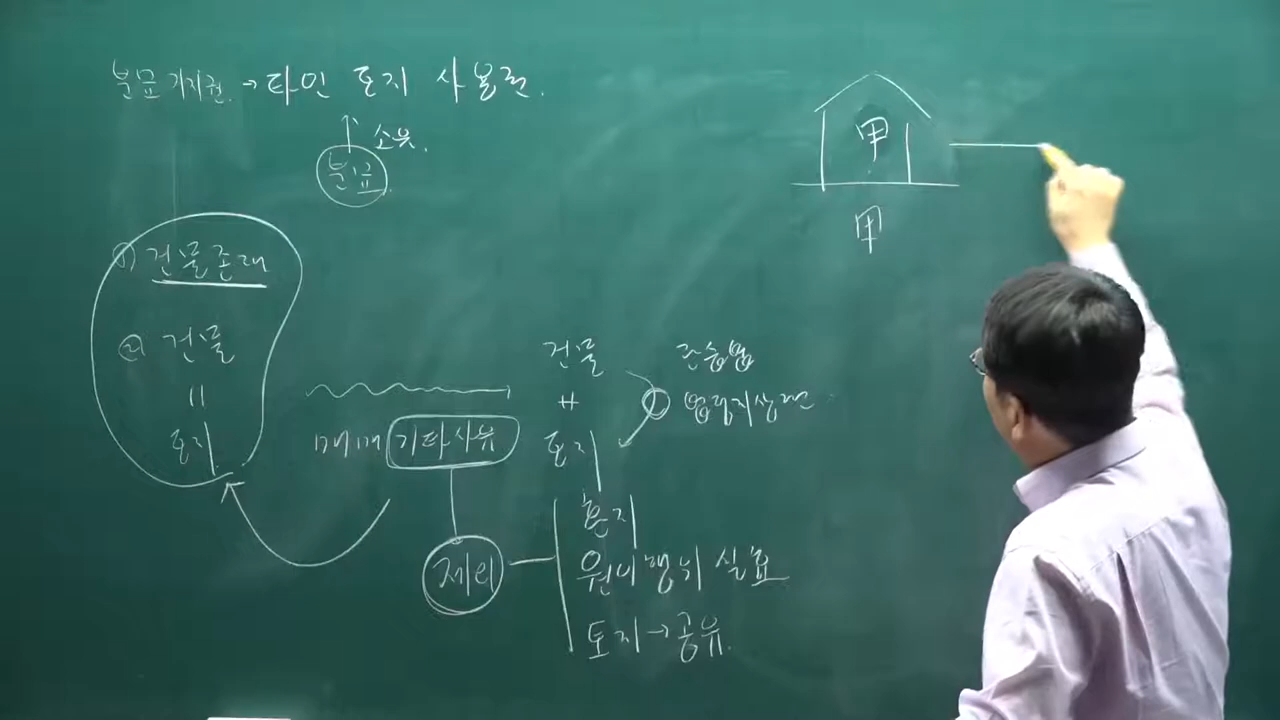 분묘기지권 → 타인 토지 사용권.
↑ 소유.
분묘
甲
甲
1) 건물존재
2) 건물
=
토지
건물 관습법
≠ 법정지상권
매매 기타사유 토지
환지
제외 원인행위 실효
토지 → 공유.